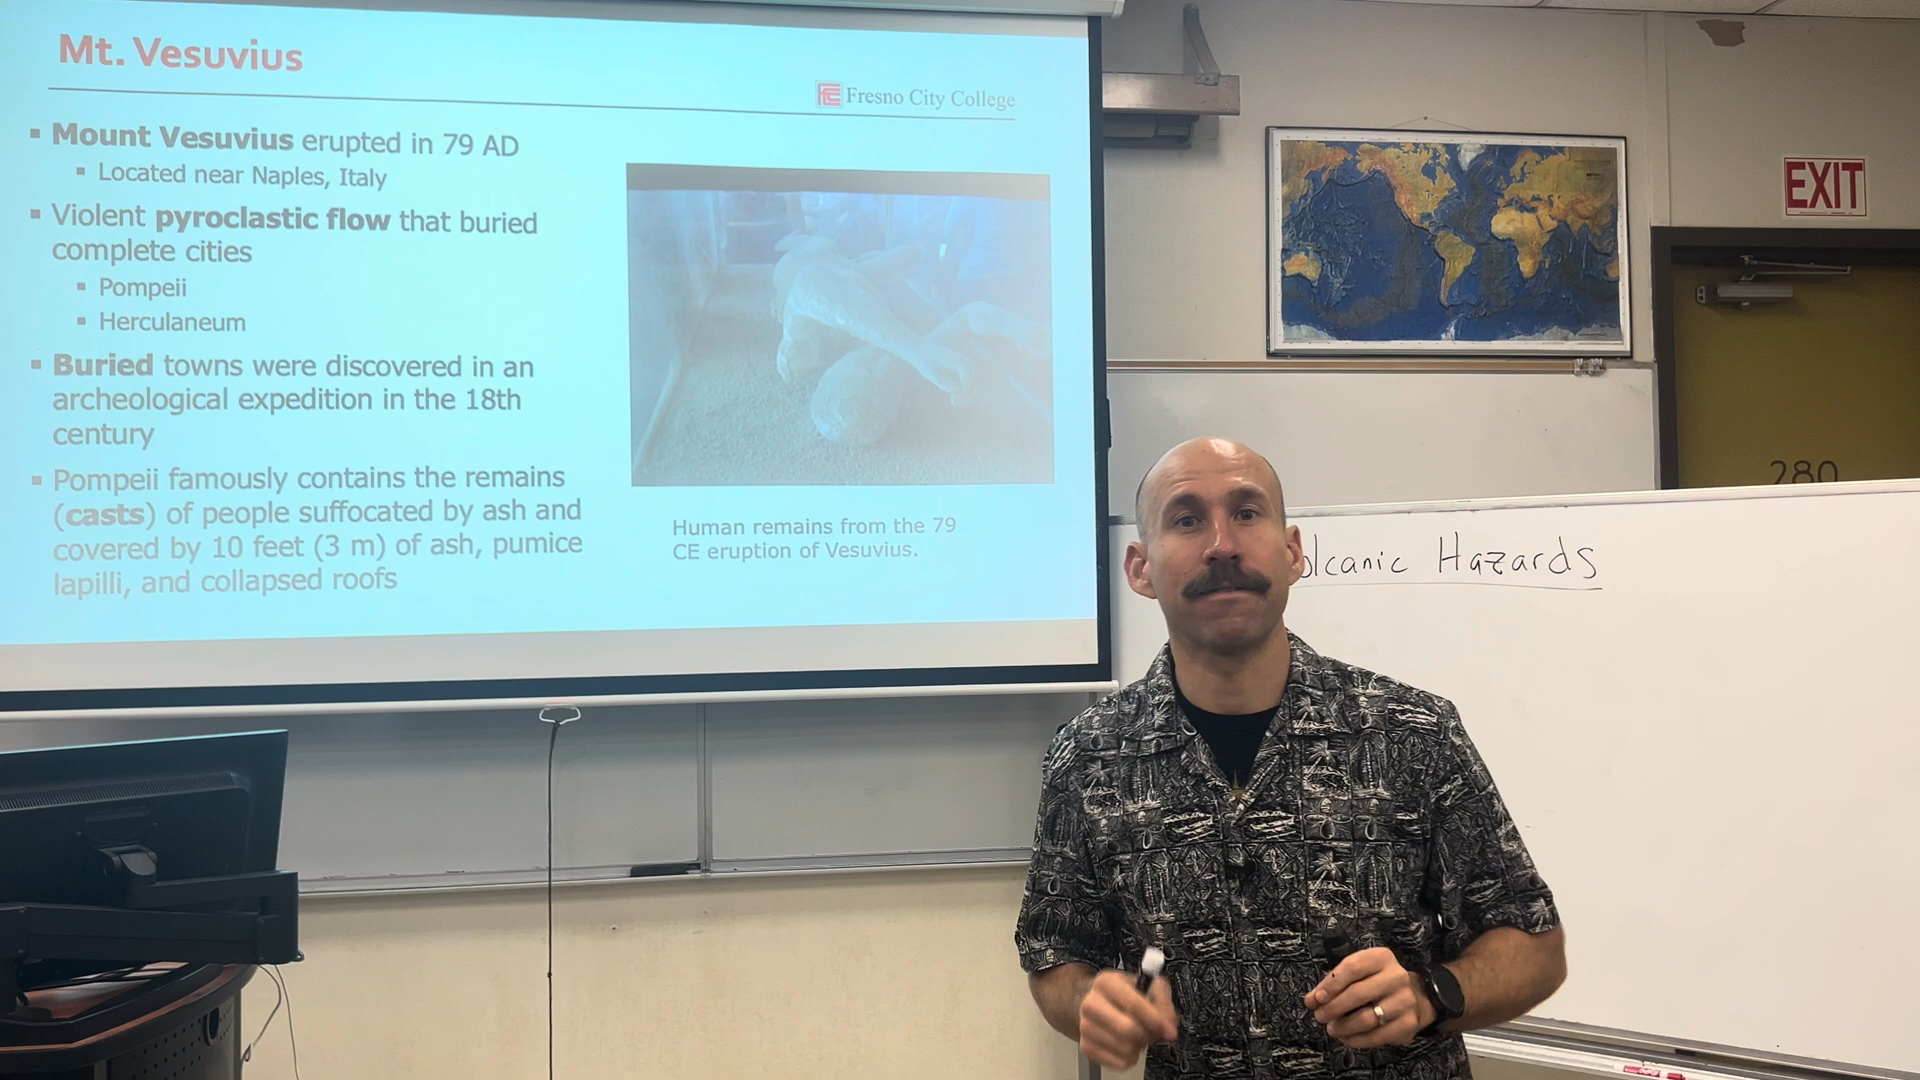 Mt. Vesuvius
Fresno City College
▪ Mount Vesuvius erupted in 79 AD
▪ Located near Naples, Italy
▪ Violent pyroclastic flow that buried
complete cities
▪ Pompeii
▪ Herculaneum
▪ Buried towns were discovered in an
archeological expedition in the 18th
century
▪ Pompeii famously contains the remains
(casts) of people suffocated by ash and
covered by 10 feet (3 m) of ash, pumice
lapilli, and collapsed roofs
Human remains from the 79
CE eruption of Vesuvius.
EXIT
280
olcanic Hazards